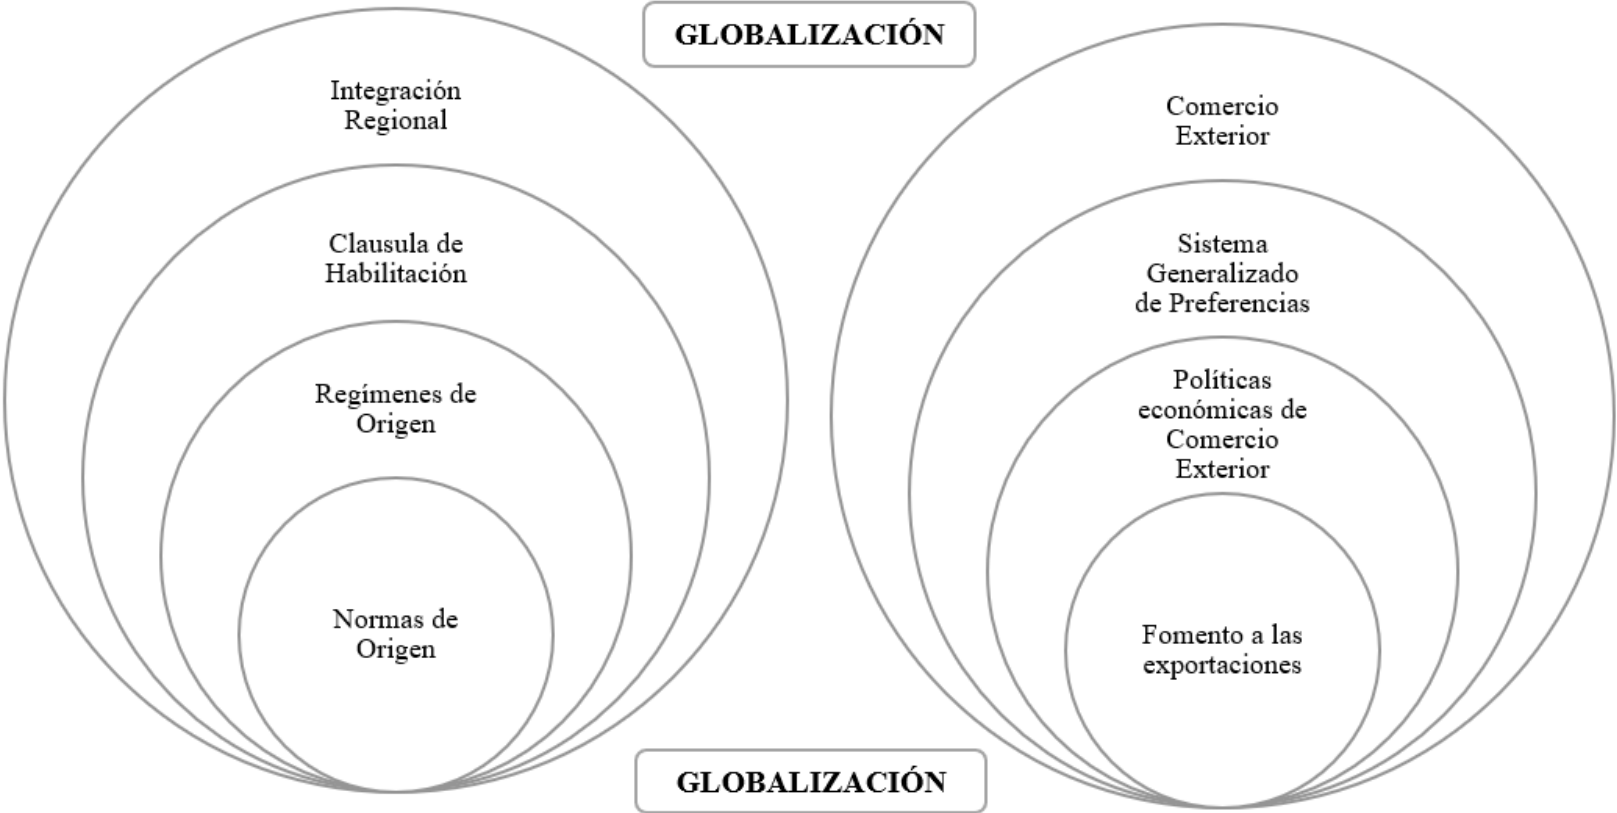 GLOBALIZACIÓN
Integración
Regional
Clausula de
Habilitación
Regímenes de
Origen
Normas de
Origen
Comercio
Exterior
Sistema
Generalizado
de Preferencias
Políticas
económicas de
Comercio
Exterior
Fomento a las
exportaciones
GLOBALIZACIÓN